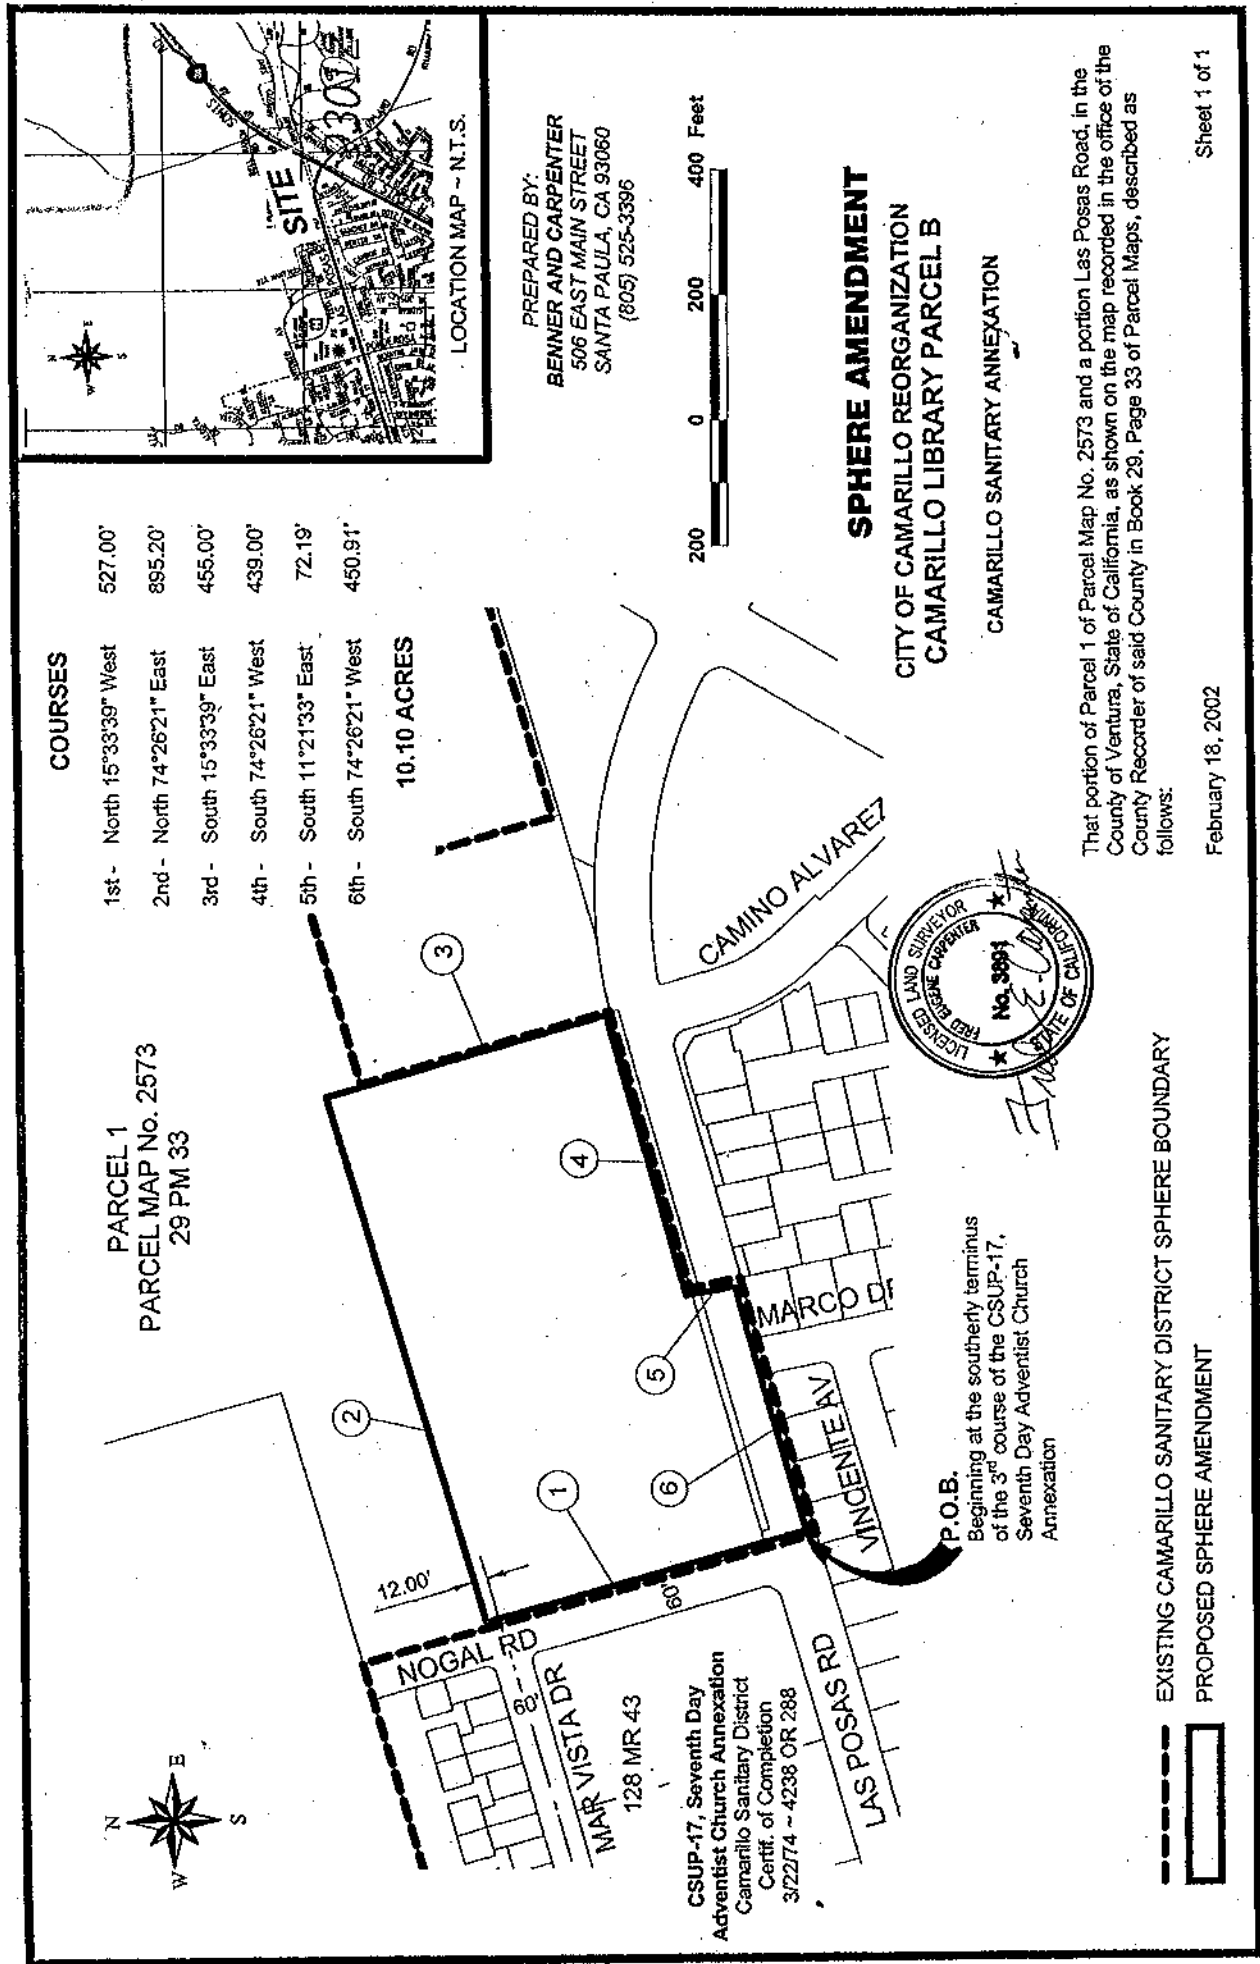 PARCEL 1
PARCEL MAP No. 2573
29 PM 33
COURSES
1st - North 15°33'39" West 527.00'
2nd - North 74°26'21" East 895.20'
3rd - South 15°33'39" East 455.00'
4th - South 74°26'21" West 439.00'
5th - South 11°21'33" East 72.19'
6th - South 74°26'21" West 450.91'
10.10 ACRES
SITE
SOMIS
LAS POSAS
LOCATION MAP ~ N.T.S.
N
W
E
S
N
W
E
S
12.00'
NOGAL RD
60'
60'
MAR VISTA DR
128 MR 43
1
2
3
4
5
6
CAMINO ALVAREZ
MARCO DR
VINCENTE AV
LAS POSAS RD
CSUP-17, Seventh Day
Adventist Church Annexation
Camarillo Sanitary District
Certif. of Completion
3/22/74 ~ 4238 OR 288
P.O.B.
Beginning at the southerly terminus
of the 3rd course of the CSUP-17,
Seventh Day Adventist Church
Annexation
PREPARED BY:
BENNER AND CARPENTER
506 EAST MAIN STREET
SANTA PAULA, CA 93060
(805) 525-3396
200 0 200 400 Feet
SPHERE AMENDMENT
CITY OF CAMARILLO REORGANIZATION
CAMARILLO LIBRARY PARCEL B
CAMARILLO SANITARY ANNEXATION
LICENSED LAND SURVEYOR
FRED EUGENE CARPENTER
No. 3891
STATE OF CALIFORNIA
That portion of Parcel 1 of Parcel Map No. 2573 and a portion Las Posas Road, in the
County of Ventura, State of California, as shown on the map recorded in the office of the
County Recorder of said County in Book 29, Page 33 of Parcel Maps, described as
follows:
February 18, 2002
Sheet 1 of 1
EXISTING CAMARILLO SANITARY DISTRICT SPHERE BOUNDARY
PROPOSED SPHERE AMENDMENT